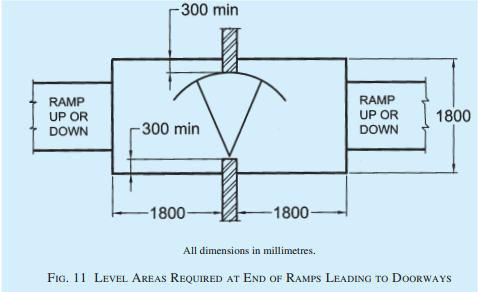 300 min
RAMP
UP OR
DOWN
300 min
RAMP
UP OR
DOWN
1800
1800
1800
All dimensions in millimetres.
FIG. 11 LEVEL AREAS REQUIRED AT END OF RAMPS LEADING TO DOORWAYS